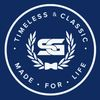 TIMELESS & CLASSIC
SG
MADE · FOR · LIFE